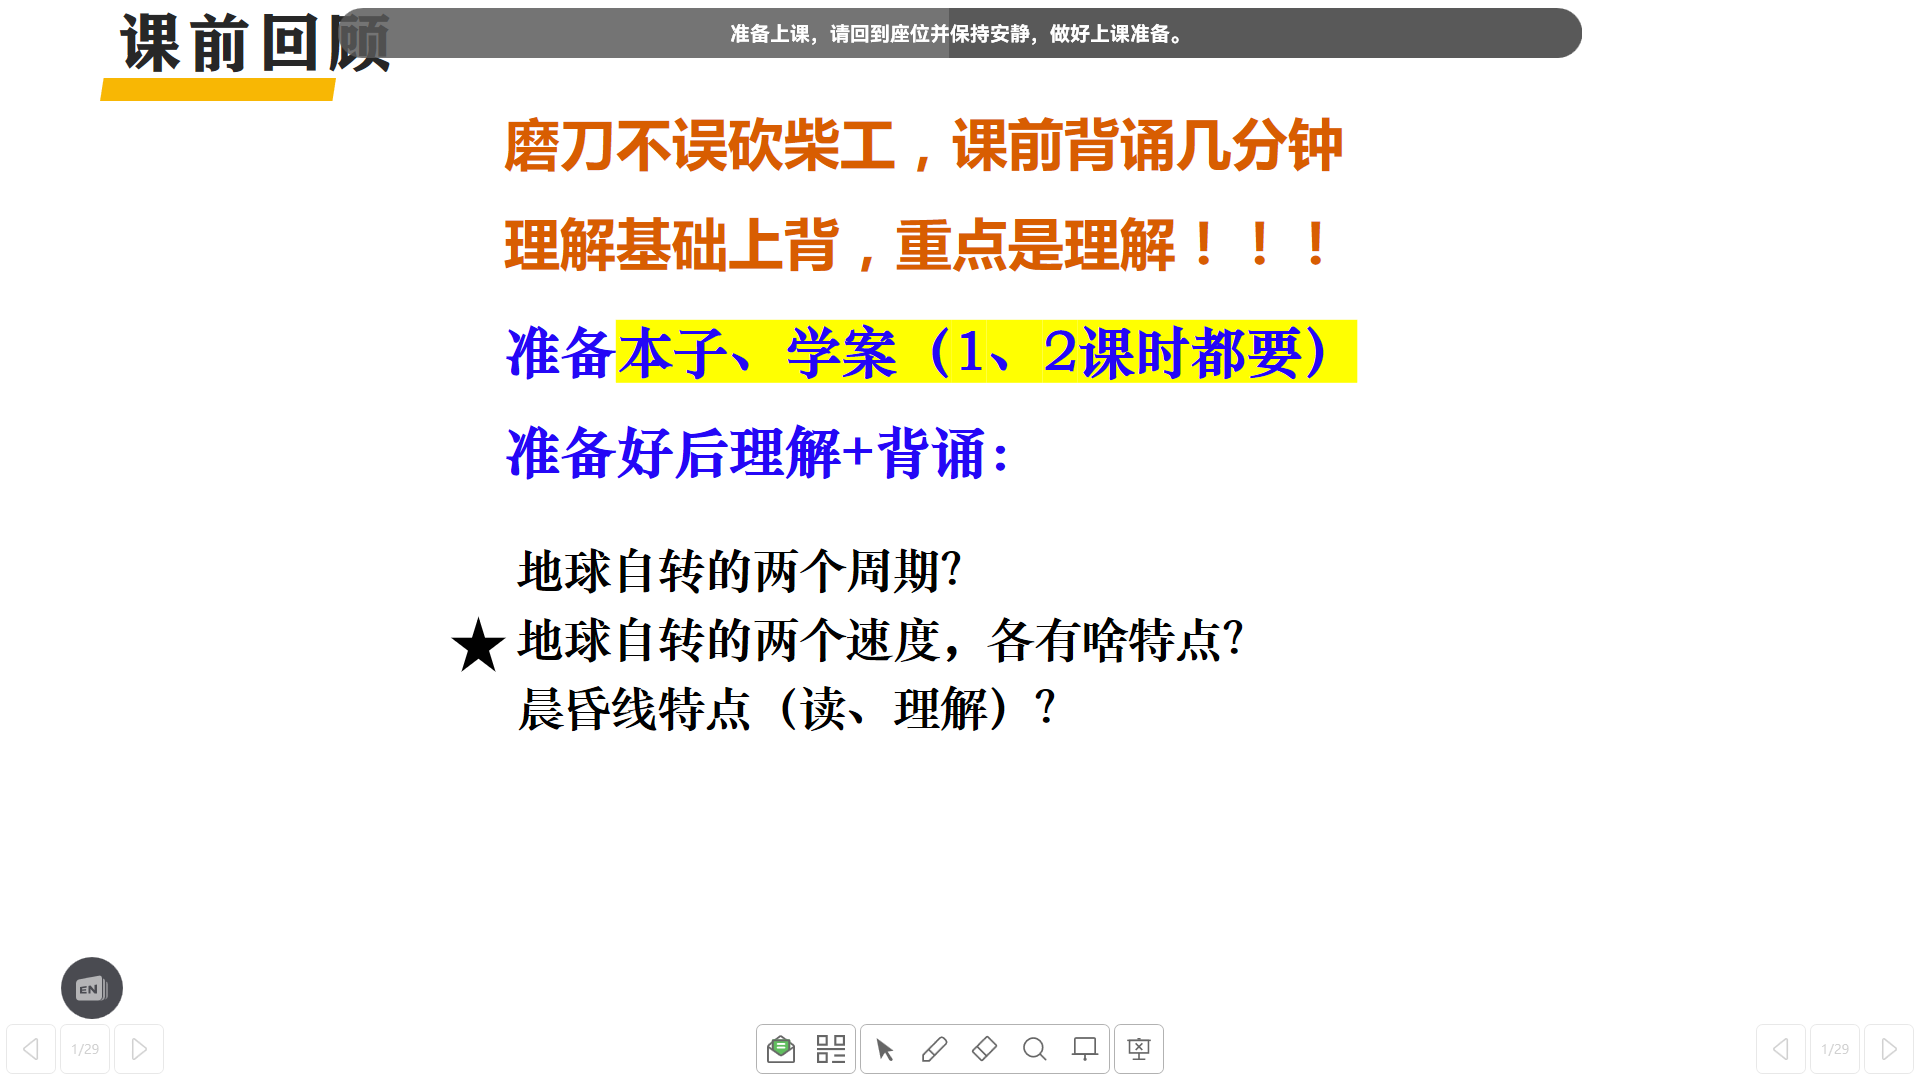 课前回顾
准备上课，请回到座位并保持安静，做好上课准备。
磨刀不误砍柴工，课前背诵几分钟
理解基础上背，重点是理解！！！
准备本子、学案（1、2课时都要）
准备好后理解+背诵：
地球自转的两个周期？
★地球自转的两个速度，各有啥特点？
晨昏线特点（读、理解）？
EN
1/29
1/29